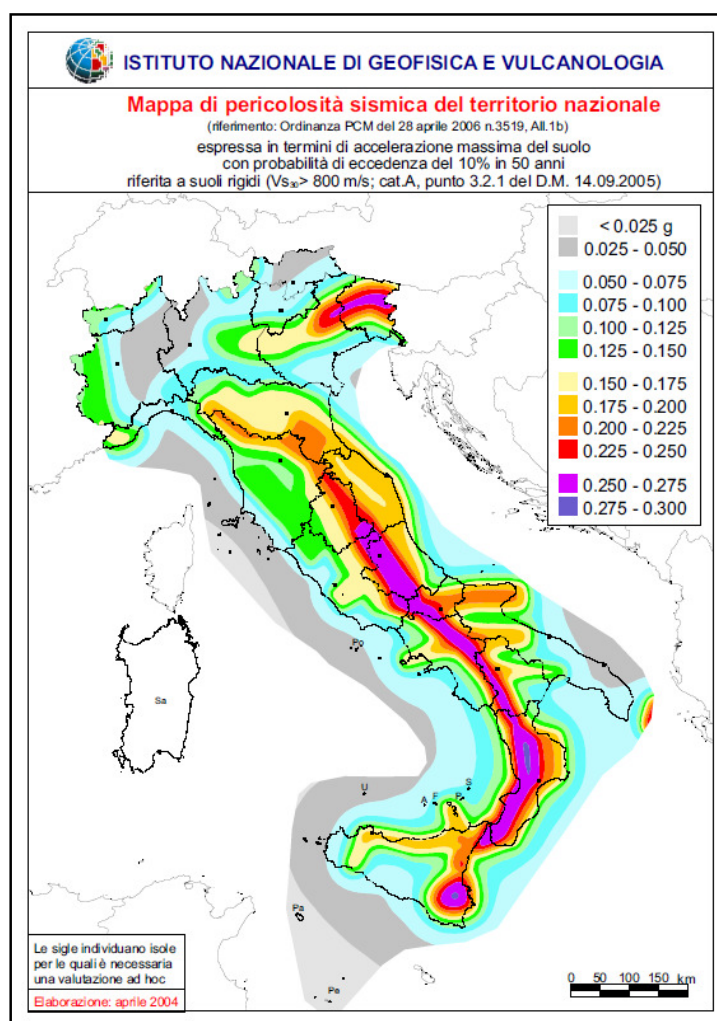 ISTITUTO NAZIONALE DI GEOFISICA E VULCANOLOGIA
Mappa di pericolosità sismica del territorio nazionale
(riferimento: Ordinanza PCM del 28 aprile 2006 n.3519, All.1b)
espressa in termini di accelerazione massima del suolo
con probabilità di eccedenza del 10% in 50 anni
riferita a suoli rigidi (Vs₃₀> 800 m/s; cat.A, punto 3.2.1 del D.M. 14.09.2005)
< 0.025 g
0.025 - 0.050
0.050 - 0.075
0.075 - 0.100
0.100 - 0.125
0.125 - 0.150
0.150 - 0.175
0.175 - 0.200
0.200 - 0.225
0.225 - 0.250
0.250 - 0.275
0.275 - 0.300
Po
Sa
U
A
F
P
S
Pa
Pe
Le sigle individuano isole
per le quali è necessaria
una valutazione ad hoc
Elaborazione: aprile 2004
0 50 100 150 km